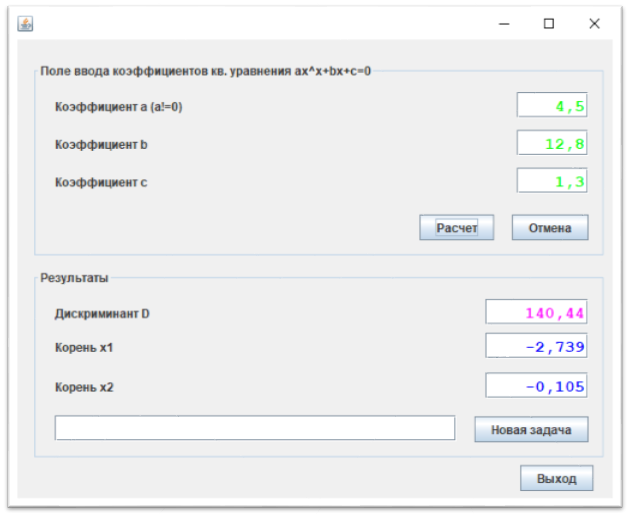 Поле ввода коэффициентов кв. уравнения ax^x+bx+c=0
Коэффициент a (a!=0) 4,5
Коэффициент b 12,8
Коэффициент c 1,3
Расчет Отмена
Результаты
Дискриминант D 140,44
Корень x1 -2,739
Корень x2 -0,105
Новая задача
Выход